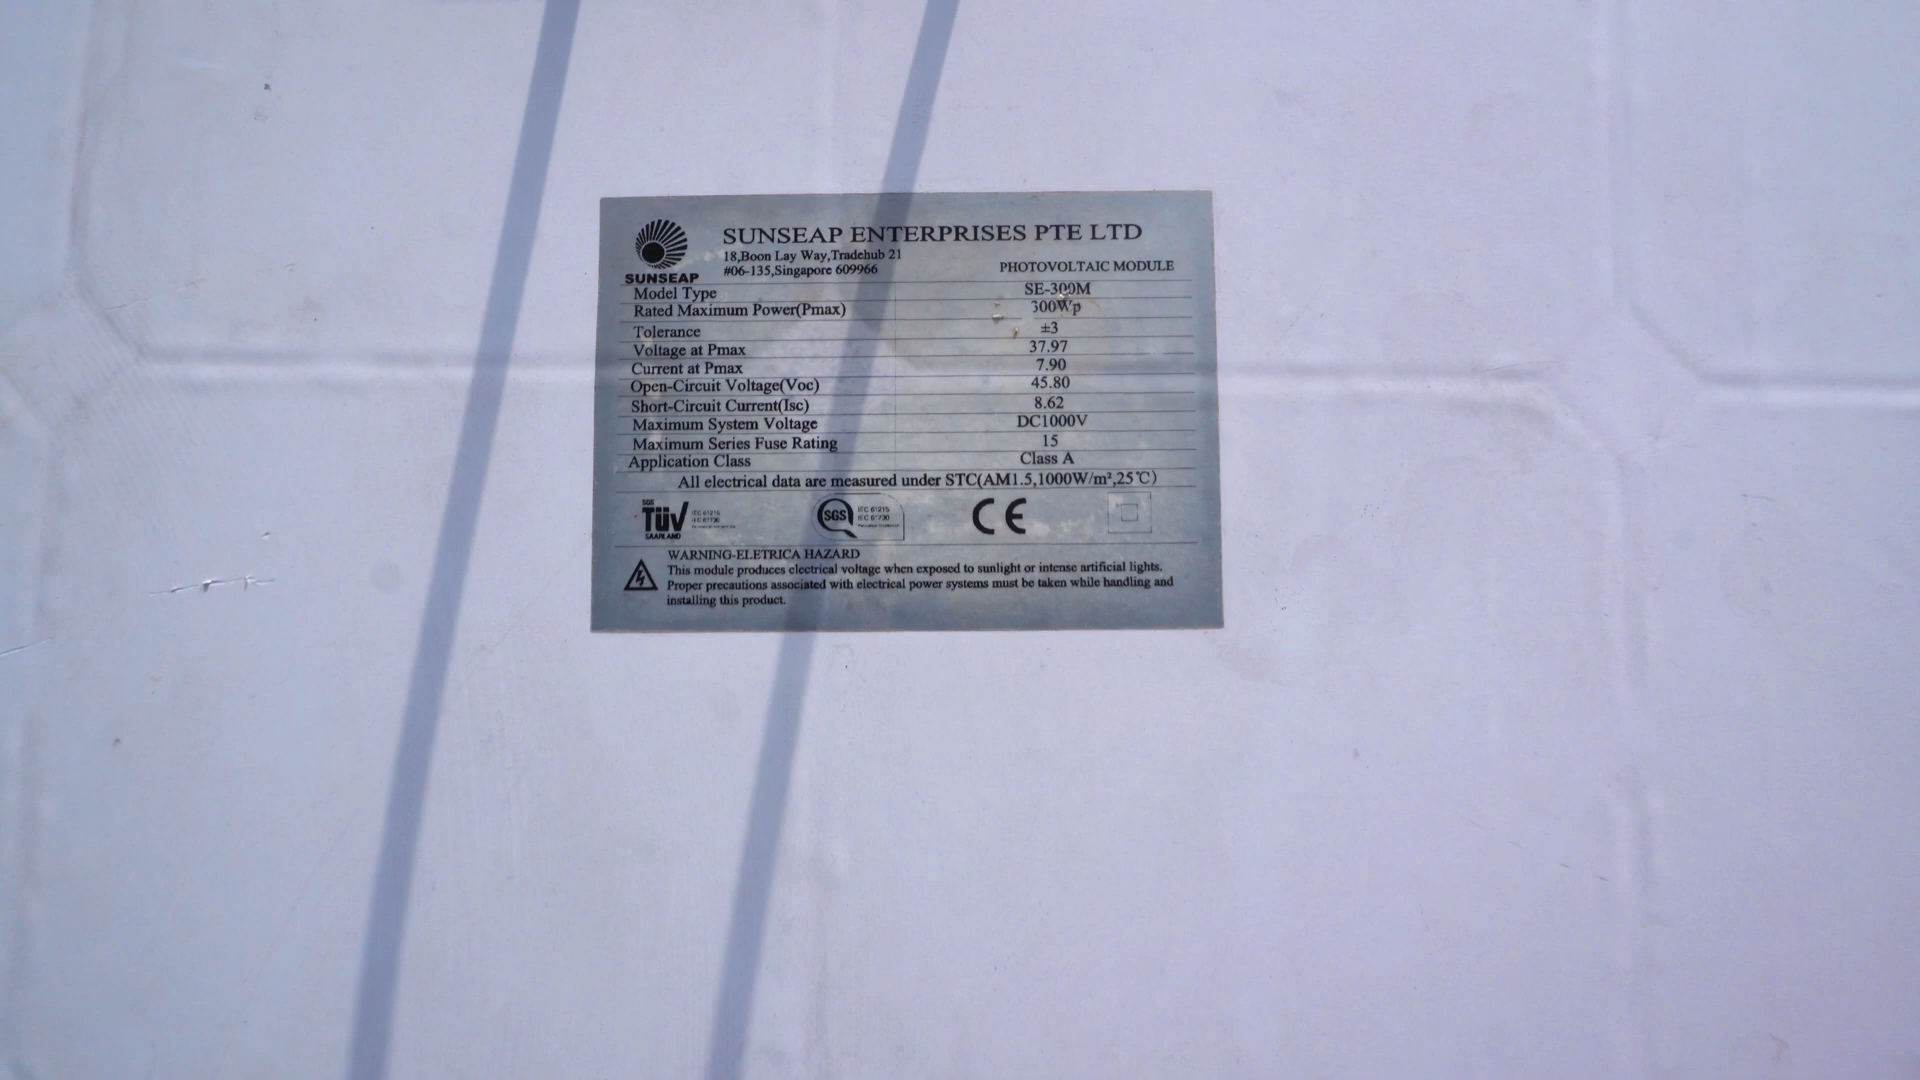 SUNSEAP ENTERPRISES PTE LTD
18,Boon Lay Way,Tradehub 21
#06-135,Singapore 609966
SUNSEAP
PHOTOVOLTAIC MODULE
Model Type SE-300M
Rated Maximum Power(Pmax) 300Wp
Tolerance ±3
Voltage at Pmax 37.97
Current at Pmax 7.90
Open-Circuit Voltage(Voc) 45.80
Short-Circuit Current(Isc) 8.62
Maximum System Voltage DC1000V
Maximum Series Fuse Rating 15
Application Class Class A
All electrical data are measured under STC(AM1.5,1000W/m²,25℃)
SGS
TÜV
SAARLAND
IEC 61215
IEC 61730
SGS
IEC 61215
IEC 61730
CE
WARNING-ELETRICA HAZARD
This module produces electrical voltage when exposed to sunlight or intense artificial lights.
Proper precautions associated with electrical power systems must be taken while handling and
installing this product.